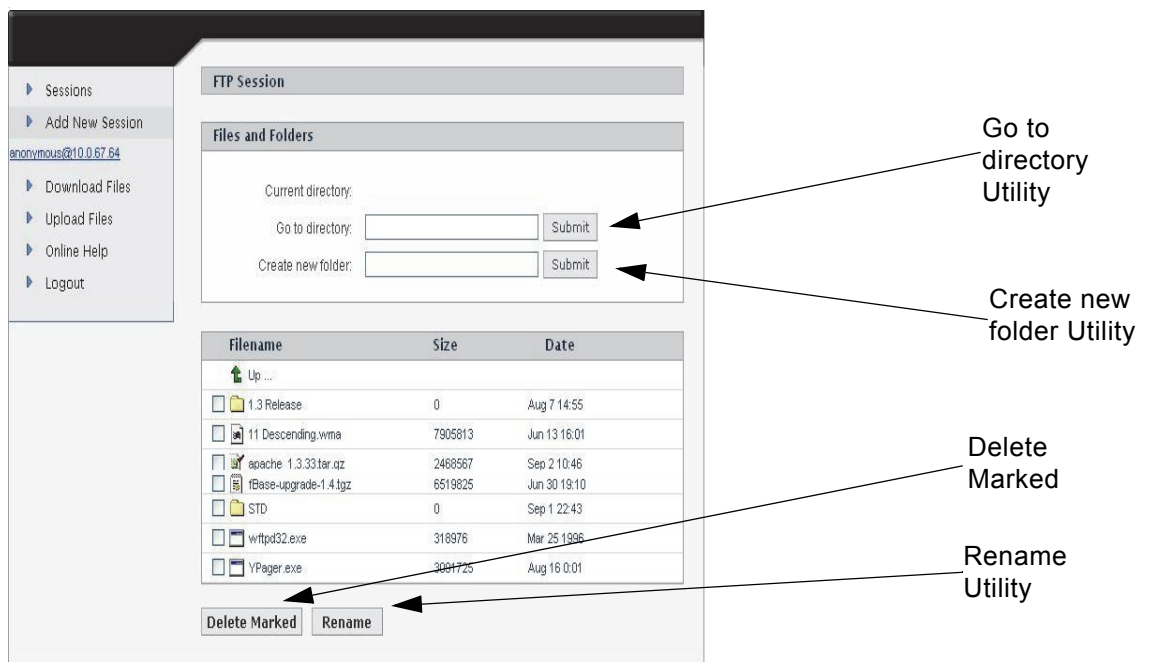 Sessions
Add New Session
anonymous@10.0.67.64
Download Files
Upload Files
Online Help
Logout
FTP Session
Files and Folders
Current directory:
Go to directory: Submit
Create new folder: Submit
Filename Size Date
Up ...
1.3 Release 0 Aug 7 14:55
11 Descending.wma 7905813 Jun 13 16:01
apache 1.3.33.tar.gz 2468567 Sep 2 10:46
fBase-upgrade-1.4.tgz 6519825 Jun 30 19:10
STD 0 Sep 1 22:43
wftpd32.exe 318976 Mar 25 1996
YPager.exe 3091725 Aug 16 0:01
Delete Marked Rename
Go to
directory
Utility
Create new
folder Utility
Delete
Marked
Rename
Utility